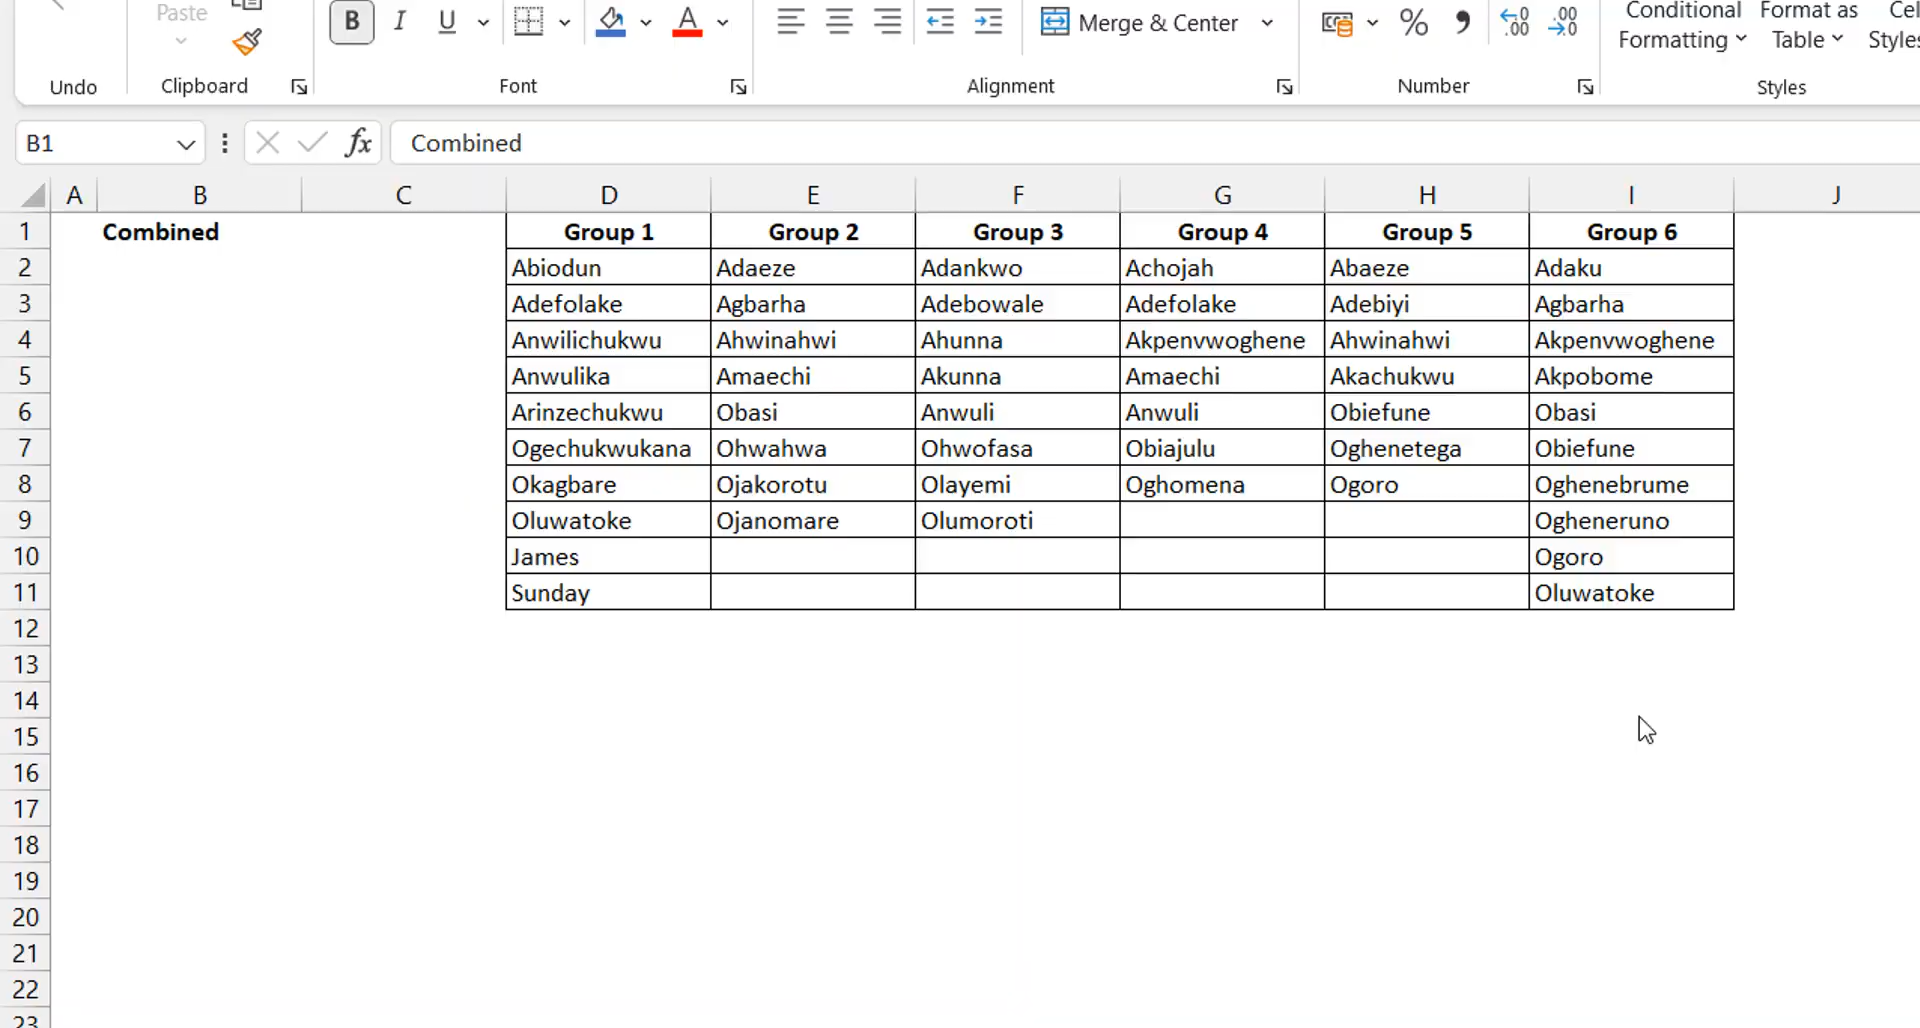 Paste
B I U A
Merge & Center
% .00 .00
Conditional Format as
Formatting Table
Undo Clipboard Font Alignment Number Styles
B1 fx Combined
A B C D E F G H I J
1 Combined Group 1 Group 2 Group 3 Group 4 Group 5 Group 6
2 Abiodun Adaeze Adankwo Achojah Abaeze Adaku
3 Adefolake Agbarha Adebowale Adefolake Adebiyi Agbarha
4 Anwilichukwu Ahwinahwi Ahunna Akpenvwoghene Ahwinahwi Akpenvwoghene
5 Anwulika Amaechi Akunna Amaechi Akachukwu Akpobome
6 Arinzechukwu Obasi Anwuli Anwuli Obiefune Obasi
7 Ogechukwukana Ohwahwa Ohwofasa Obiajulu Oghenetega Obiefune
8 Okagbare Ojakorotu Olayemi Oghomena Ogoro Oghenebrume
9 Oluwatoke Ojanomare Olumoroti Ogheneruno
10 James Ogoro
11 Sunday Oluwatoke
12
13
14
15
16
17
18
19
20
21
22
23